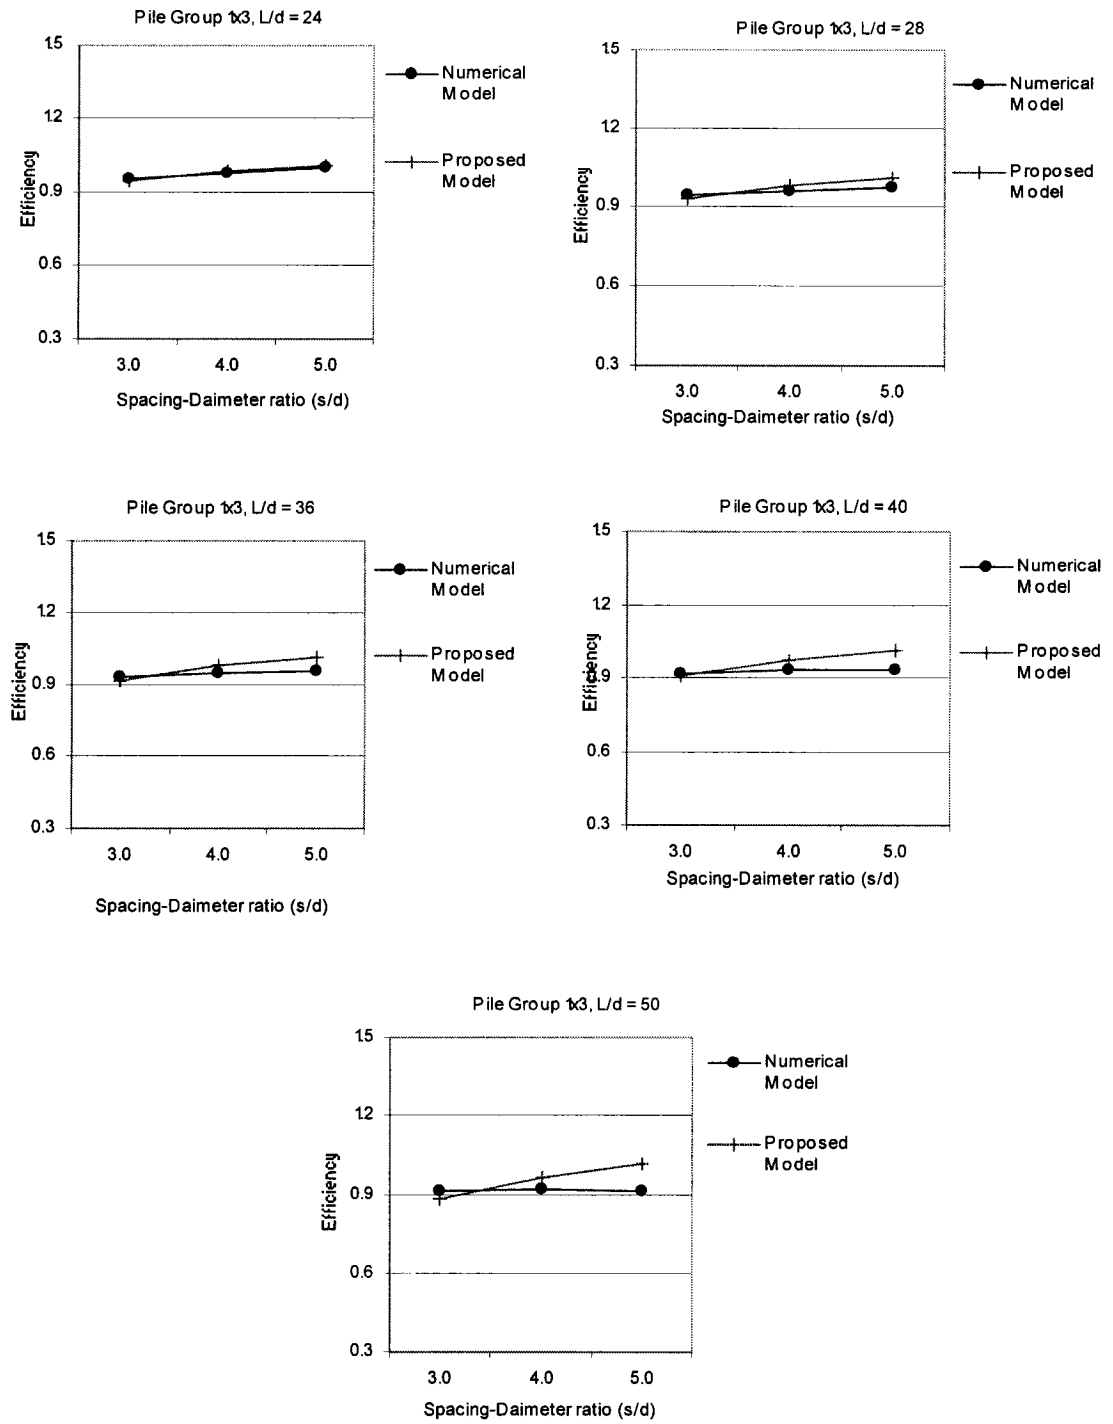 Pile Group 1x3, L/d = 24
1.5
1.2
0.9
0.6
0.3
Efficiency
3.0 4.0 5.0
Spacing-Daimeter ratio (s/d)
Numerical
Model
Proposed
Model
Pile Group 1x3, L/d = 28
1.5
1.2
0.9
0.6
0.3
Efficiency
3.0 4.0 5.0
Spacing-Daimeter ratio (s/d)
Numerical
Model
Proposed
Model
Pile Group 1x3, L/d = 36
1.5
1.2
0.9
0.6
0.3
Efficiency
3.0 4.0 5.0
Spacing-Daimeter ratio (s/d)
Numerical
Model
Proposed
Model
Pile Group 1x3, L/d = 40
1.5
1.2
0.9
0.6
0.3
Efficiency
3.0 4.0 5.0
Spacing-Daimeter ratio (s/d)
Numerical
Model
Proposed
Model
Pile Group 1x3, L/d = 50
1.5
1.2
0.9
0.6
0.3
Efficiency
3.0 4.0 5.0
Spacing-Daimeter ratio (s/d)
Numerical
Model
Proposed
Model